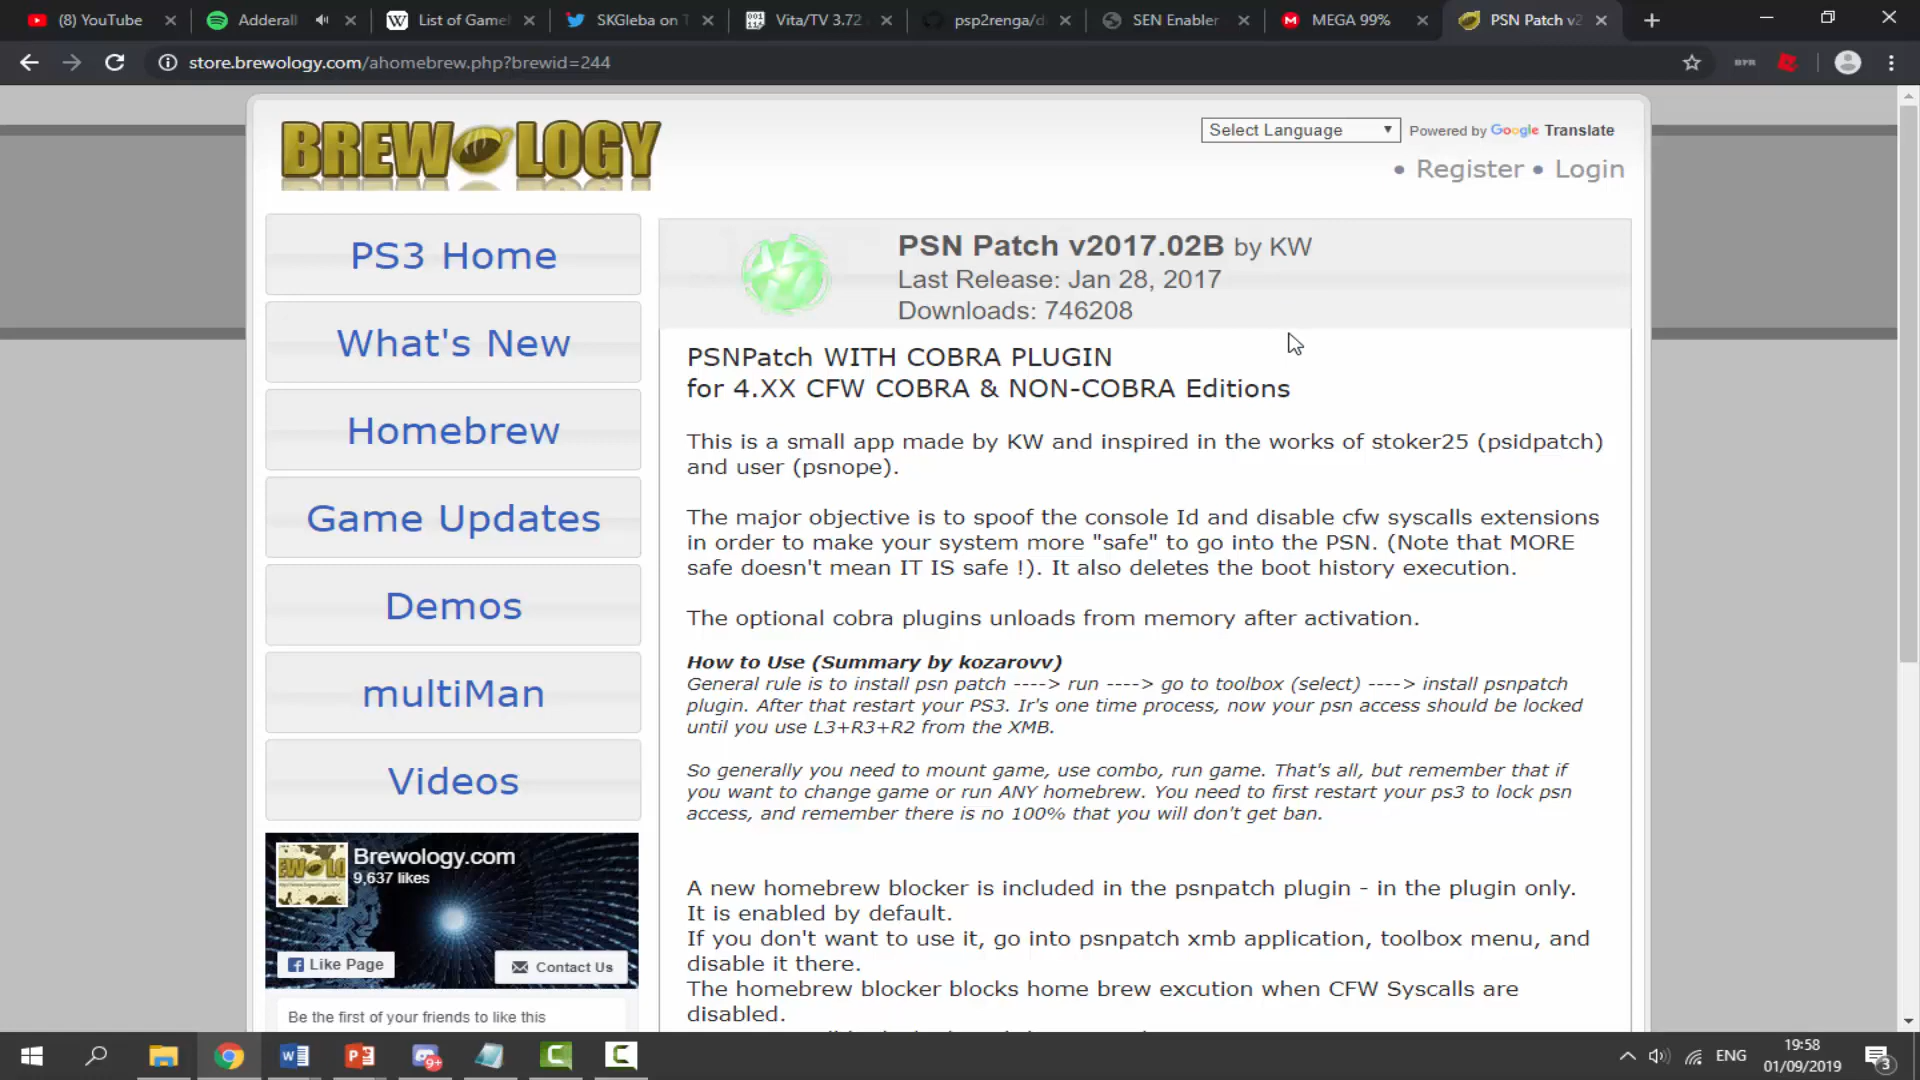 (8) YouTube
Adderall
List of Game
SKGleba on T
Vita/TV 3.72
psp2renga/d
SEN Enabler
MEGA 99%
PSN Patch v2
store.brewology.com/ahomebrew.php?brewid=244
BREWOLOGY
Select Language
Powered by Google Translate
• Register • Login
PS3 Home
What's New
Homebrew
Game Updates
Demos
multiMan
Videos
Brewology.com
9,637 likes
Like Page
Contact Us
Be the first of your friends to like this
PSN Patch v2017.02B by KW
Last Release: Jan 28, 2017
Downloads: 746208
PSNPatch WITH COBRA PLUGIN
for 4.XX CFW COBRA & NON-COBRA Editions
This is a small app made by KW and inspired in the works of stoker25 (psidpatch)
and user (psnope).
The major objective is to spoof the console Id and disable cfw syscalls extensions
in order to make your system more "safe" to go into the PSN. (Note that MORE
safe doesn't mean IT IS safe !). It also deletes the boot history execution.
The optional cobra plugins unloads from memory after activation.
How to Use (Summary by kozarovv)
General rule is to install psn patch ----> run ----> go to toolbox (select) ----> install psnpatch
plugin. After that restart your PS3. Ir's one time process, now your psn access should be locked
until you use L3+R3+R2 from the XMB.
So generally you need to mount game, use combo, run game. That's all, but remember that if
you want to change game or run ANY homebrew. You need to first restart your ps3 to lock psn
access, and remember there is no 100% that you will don't get ban.
A new homebrew blocker is included in the psnpatch plugin - in the plugin only.
It is enabled by default.
If you don't want to use it, go into psnpatch xmb application, toolbox menu, and
disable it there.
The homebrew blocker blocks home brew excution when CFW Syscalls are
disabled.
ENG
19:58
01/09/2019
3
9+